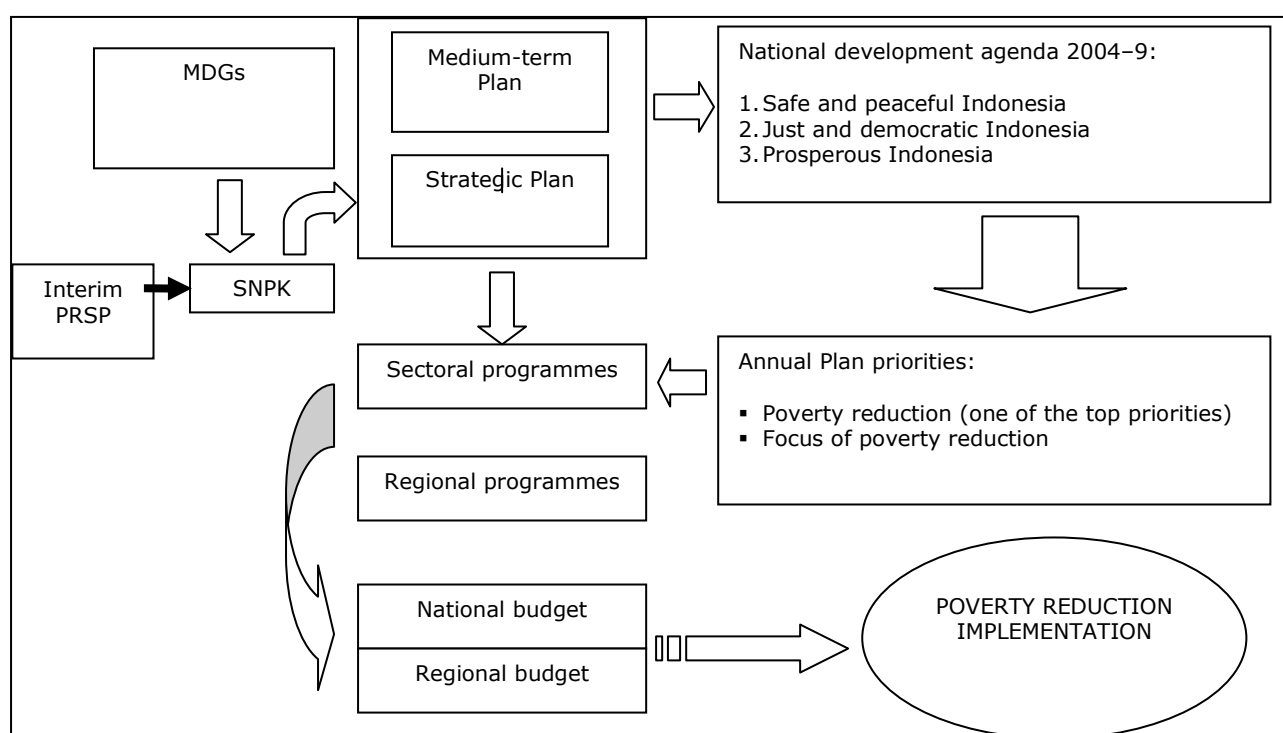 MDGs
Medium-term
Plan
Strategic Plan
National development agenda 2004–9:
1. Safe and peaceful Indonesia
2. Just and democratic Indonesia
3. Prosperous Indonesia
Interim
PRSP
SNPK
Sectoral programmes
Annual Plan priorities:
▪ Poverty reduction (one of the top priorities)
▪ Focus of poverty reduction
Regional programmes
National budget
Regional budget
POVERTY REDUCTION
IMPLEMENTATION